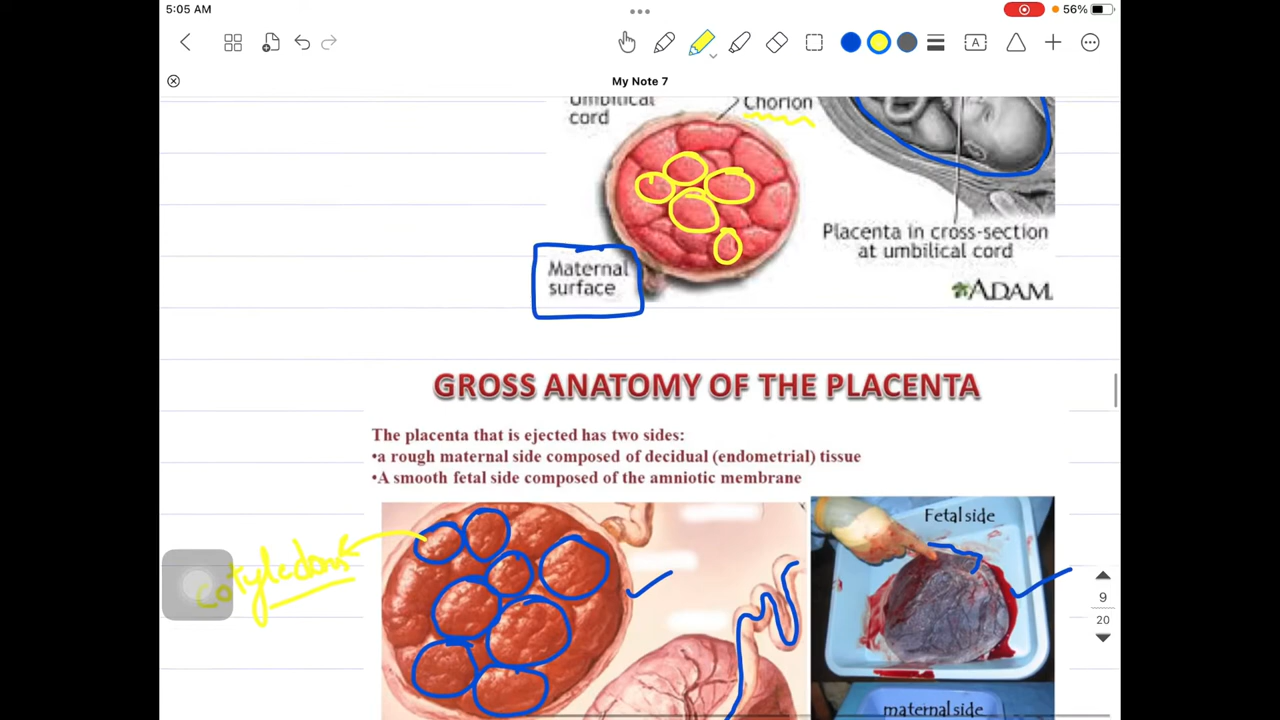 5:05 AM
56%
My Note 7
Umbilical
cord
Chorion
Placenta in cross-section
at umbilical cord
Maternal
surface
ADAM.
GROSS ANATOMY OF THE PLACENTA
The placenta that is ejected has two sides:
•a rough maternal side composed of decidual (endometrial) tissue
•A smooth fetal side composed of the amniotic membrane
Fetal side
cotyledons
9
20
maternal side